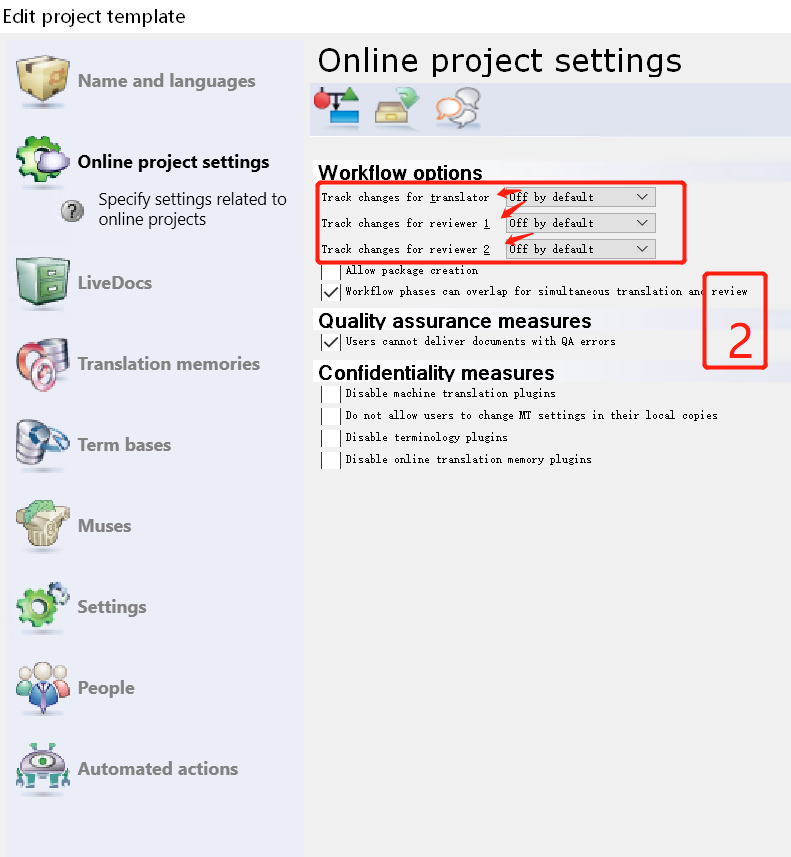 Edit project template
Name and languages
Online project settings
Specify settings related to
online projects
LiveDocs
Translation memories
Term bases
Muses
Settings
People
Automated actions
Online project settings
Workflow options
Track changes for translator Off by default
Track changes for reviewer 1 Off by default
Track changes for reviewer 2 Off by default
Allow package creation
Workflow phases can overlap for simultaneous translation and review
2
Quality assurance measures
Users cannot deliver documents with QA errors
Confidentiality measures
Disable machine translation plugins
Do not allow users to change MT settings in their local copies
Disable terminology plugins
Disable online translation memory plugins